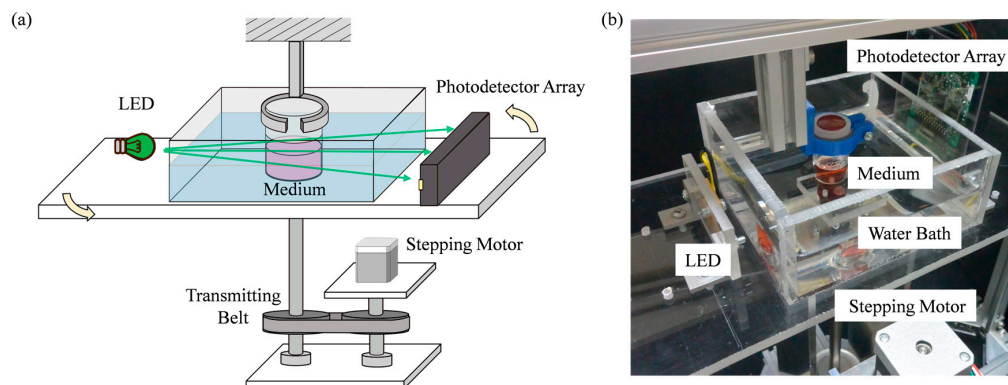 (a)
LED
Photodetector Array
Medium
Stepping Motor
Transmitting
Belt
(b)
Photodetector Array
Medium
Water Bath
LED
Stepping Motor